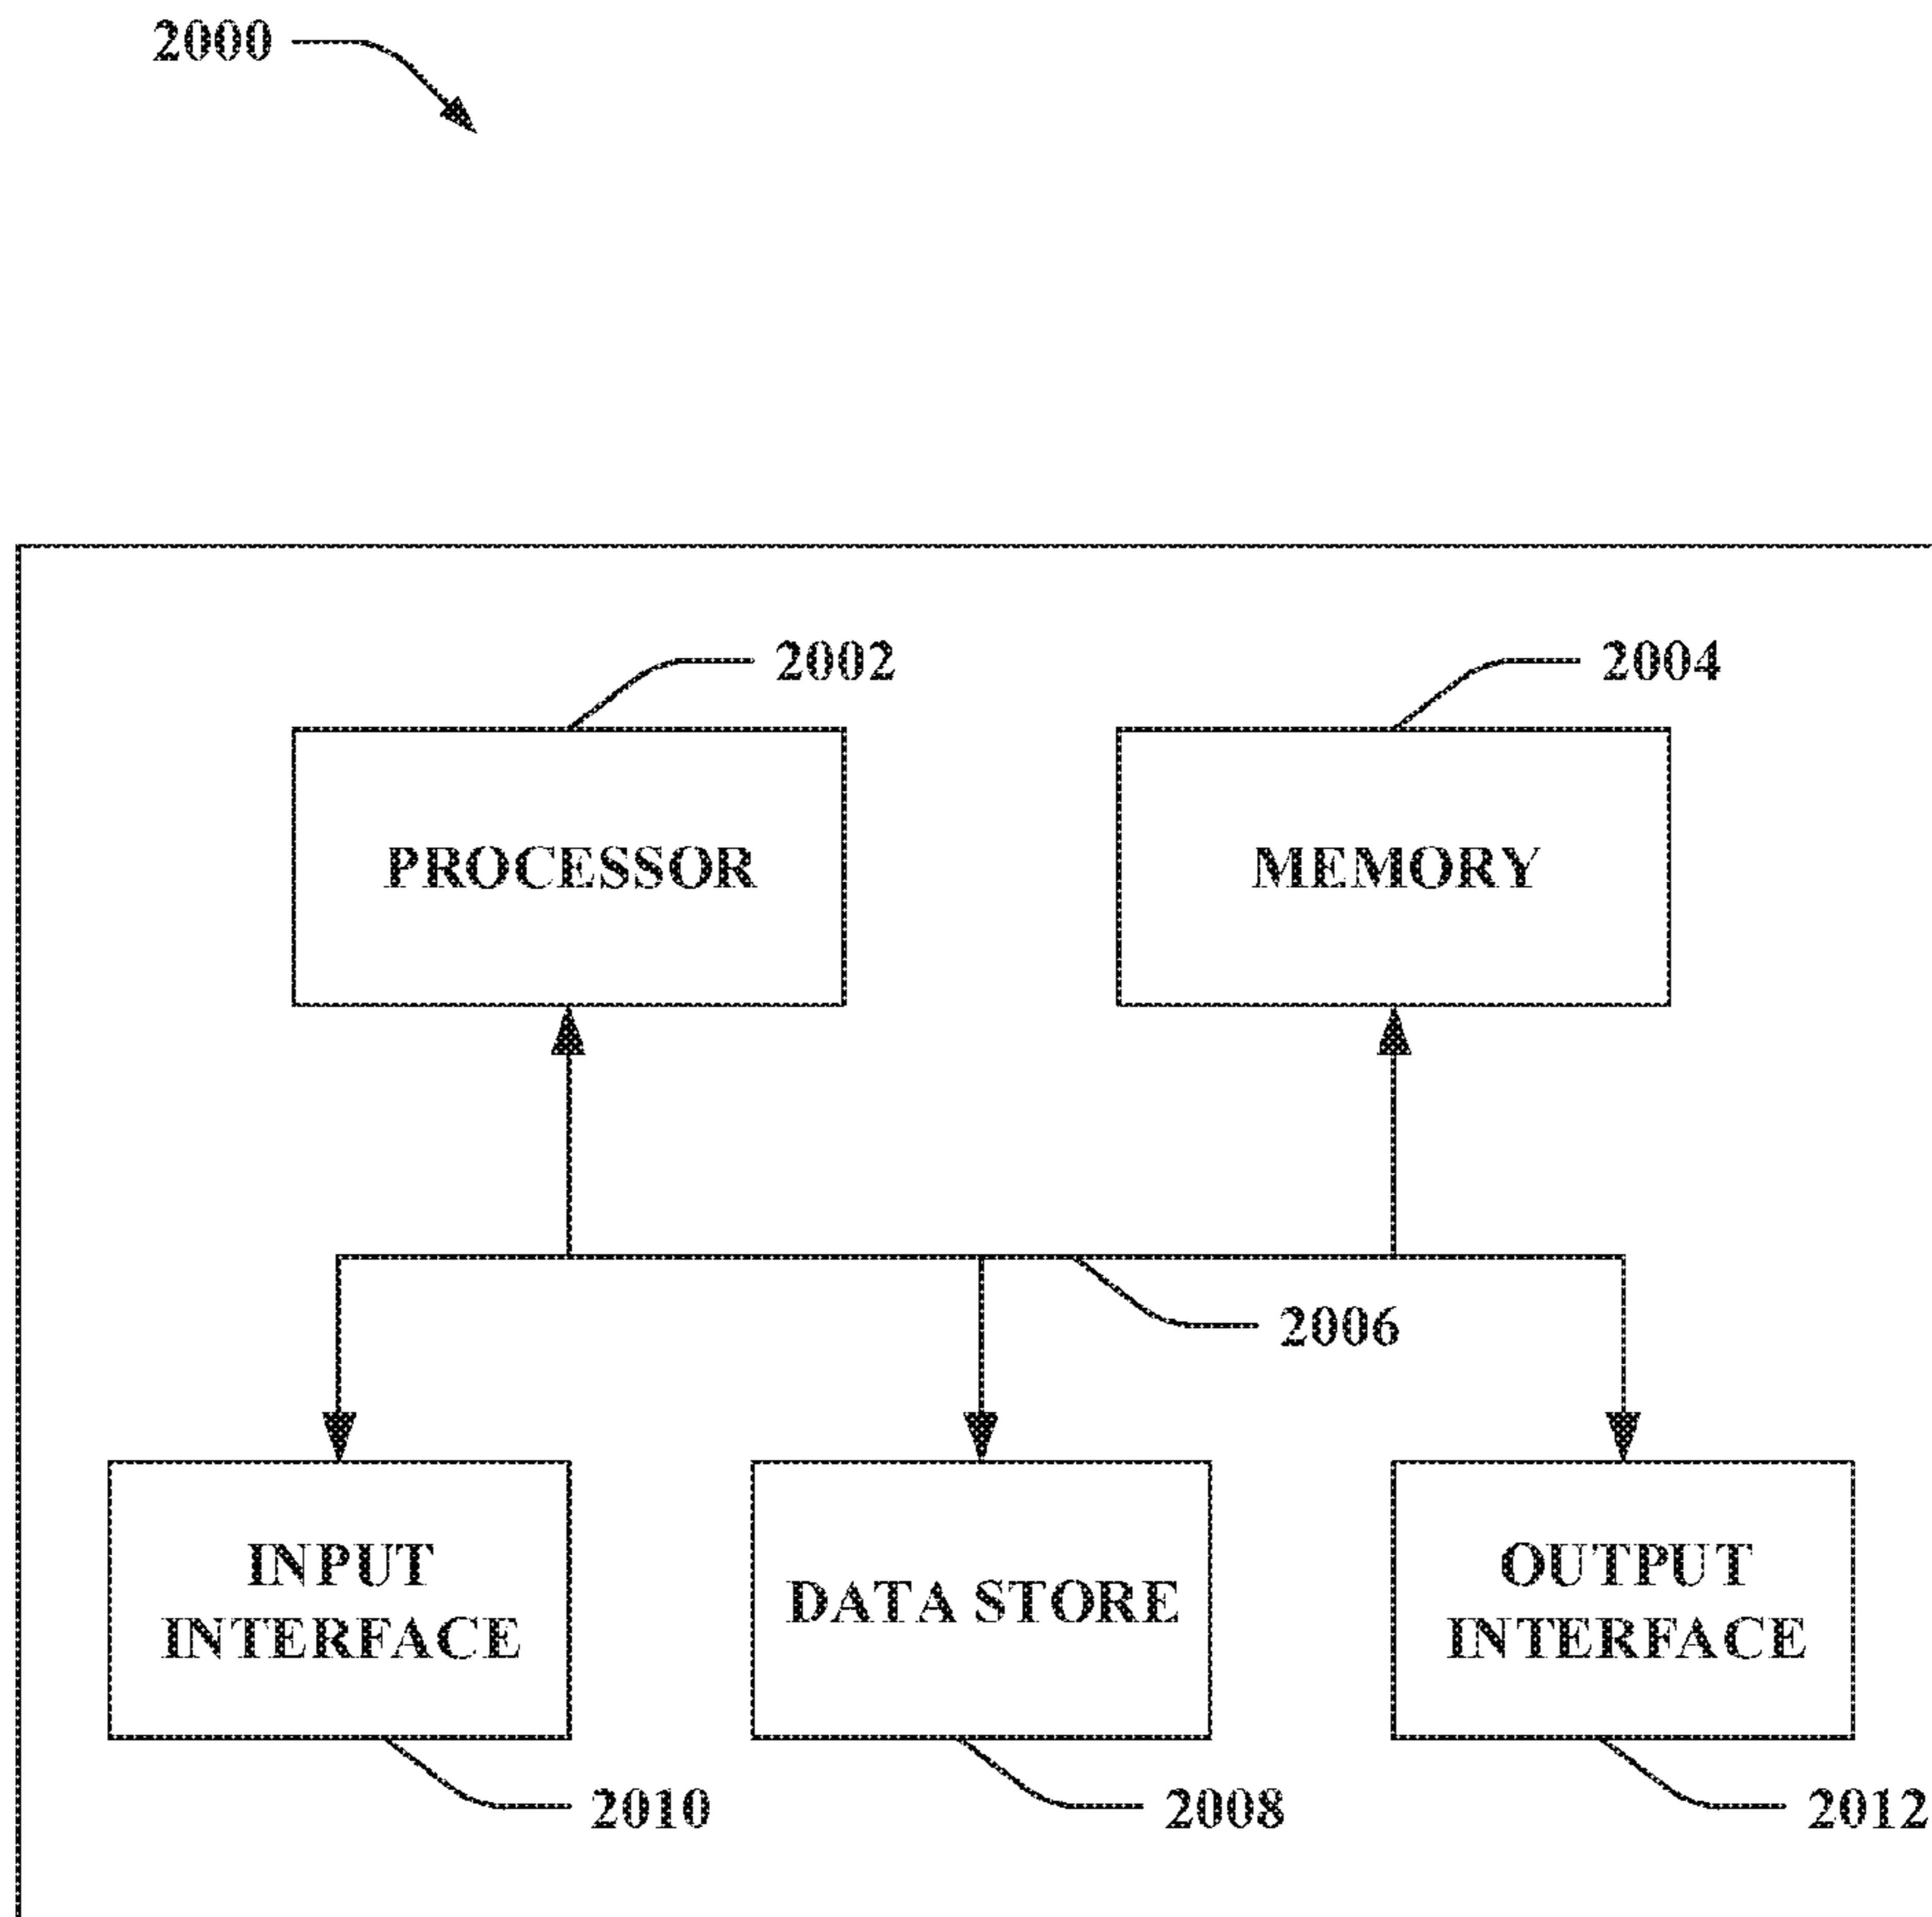 2000
2002
2004
PROCESSOR
MEMORY
2006
INPUT
INTERFACE
DATA STORE
OUTPUT
INTERFACE
2010
2008
2012